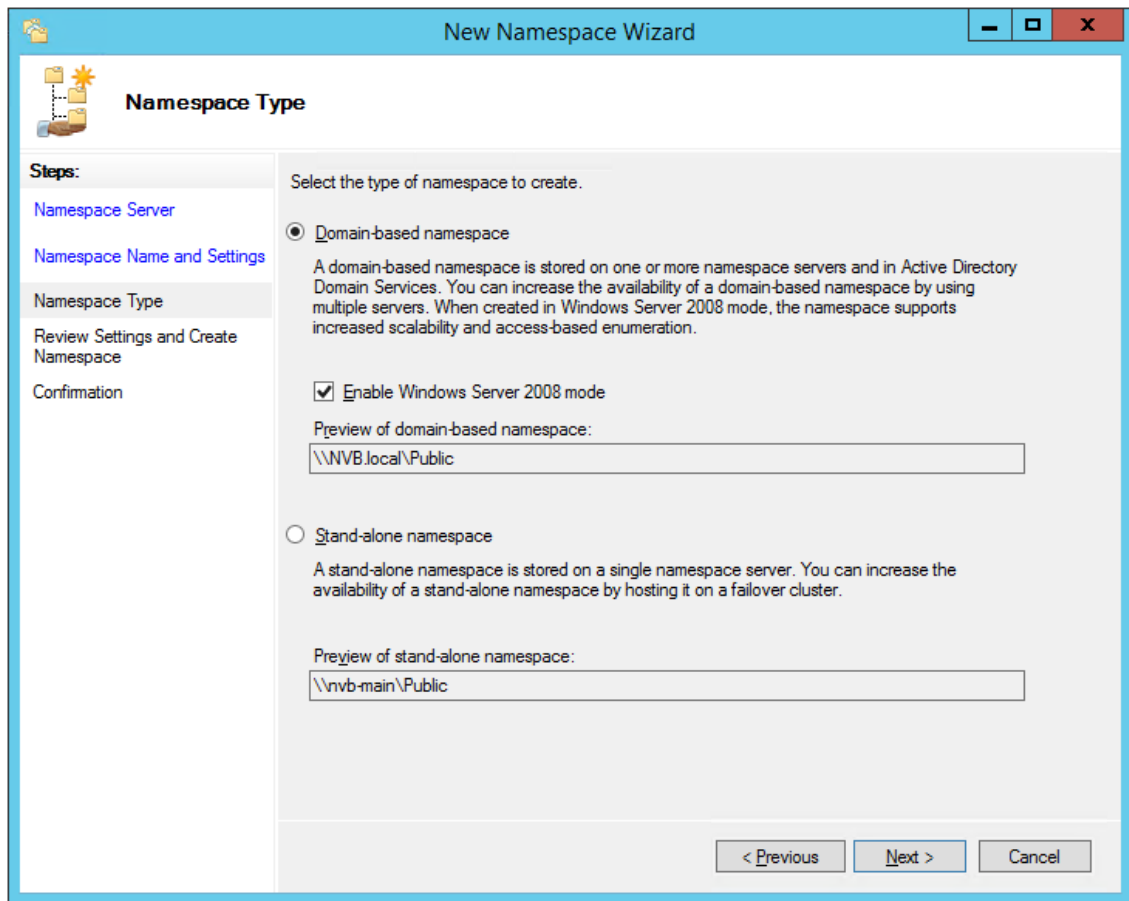 New Namespace Wizard
Namespace Type
Steps:
Namespace Server
Namespace Name and Settings
Namespace Type
Review Settings and Create
Namespace
Confirmation
Select the type of namespace to create.
Domain-based namespace
A domain-based namespace is stored on one or more namespace servers and in Active Directory
Domain Services. You can increase the availability of a domain-based namespace by using
multiple servers. When created in Windows Server 2008 mode, the namespace supports
increased scalability and access-based enumeration.
Enable Windows Server 2008 mode
Preview of domain-based namespace:
\\NVB.local\Public
Stand-alone namespace
A stand-alone namespace is stored on a single namespace server. You can increase the
availability of a stand-alone namespace by hosting it on a failover cluster.
Preview of stand-alone namespace:
\\nvb-main\Public
< Previous
Next >
Cancel